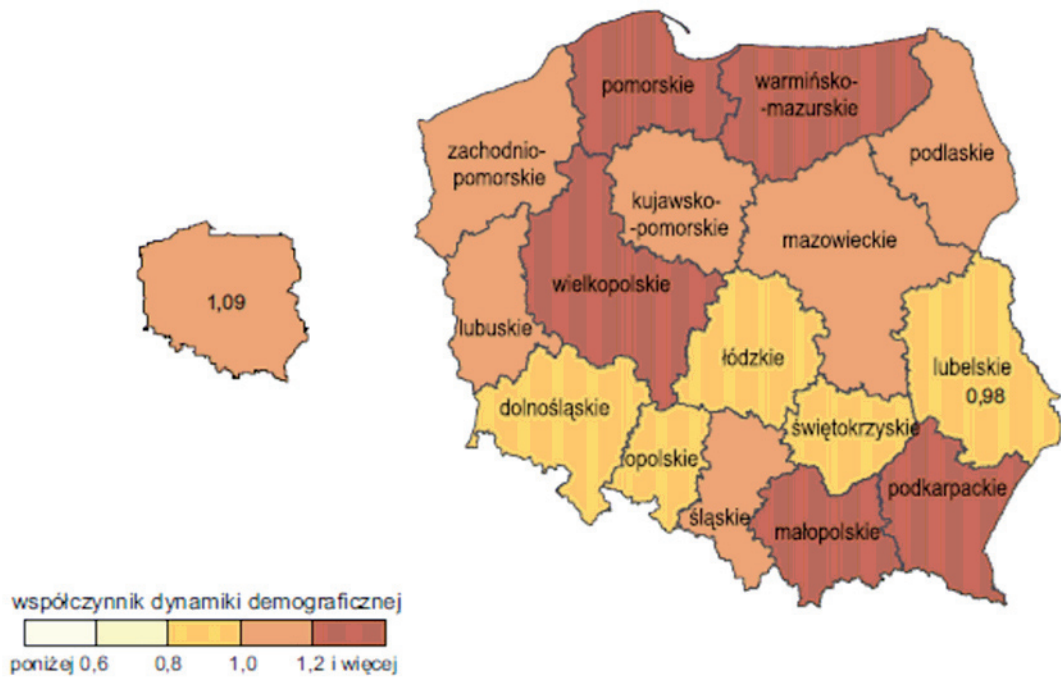 pomorskie
warmińsko-
-mazurskie
zachodnio-
pomorskie
podlaskie
kujawsko-
-pomorskie
mazowieckie
wielkopolskie
1,09
lubuskie
łódzkie
lubelskie
0,98
dolnośląskie
świętokrzyskie
opolskie
podkarpackie
śląskie
małopolskie
współczynnik dynamiki demograficznej
poniżej 0,6 0,8 1,0 1,2 i więcej